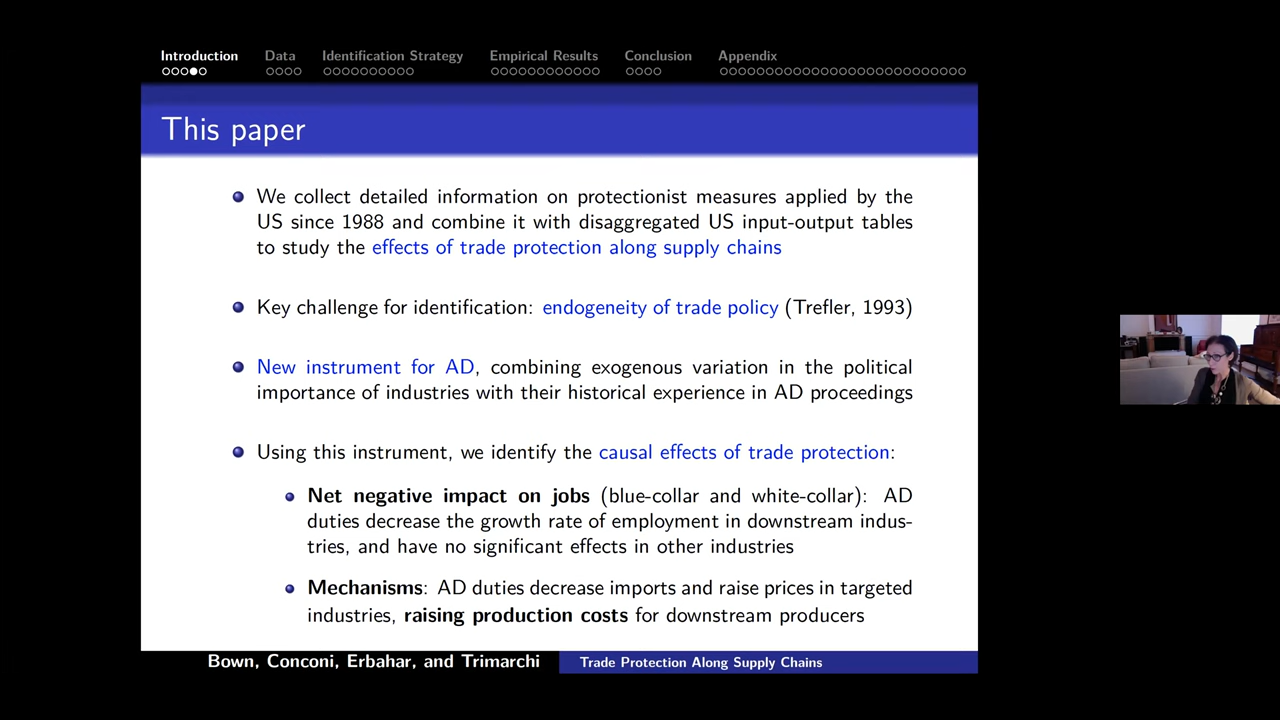 Introduction Data Identification Strategy Empirical Results Conclusion Appendix
This paper
We collect detailed information on protectionist measures applied by the
US since 1988 and combine it with disaggregated US input-output tables
to study the effects of trade protection along supply chains
Key challenge for identification: endogeneity of trade policy (Trefler, 1993)
New instrument for AD, combining exogenous variation in the political
importance of industries with their historical experience in AD proceedings
Using this instrument, we identify the causal effects of trade protection:
Net negative impact on jobs (blue-collar and white-collar): AD
duties decrease the growth rate of employment in downstream indus-
tries, and have no significant effects in other industries
Mechanisms: AD duties decrease imports and raise prices in targeted
industries, raising production costs for downstream producers
Bown, Conconi, Erbahar, and Trimarchi Trade Protection Along Supply Chains